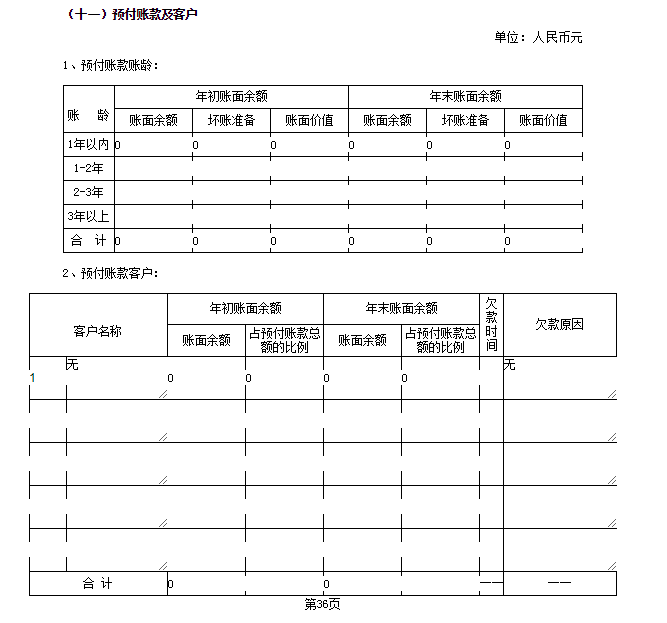 （十一）预付账款及客户
单位：人民币元
1、预付账款账龄：
账 龄 年初账面余额 年末账面余额
账面余额 坏账准备 账面价值 账面余额 坏账准备 账面价值
1年以内 0 0 0 0 0 0
1-2年
2-3年
3年以上
合 计 0 0 0 0 0 0
2、预付账款客户：
客户名称 年初账面余额 年末账面余额 欠款时间 欠款原因
账面余额 占预付账款总额的比例 账面余额 占预付账款总额的比例
1 无 0 0 0 0 无
合 计 0 0 —— ——
第36页